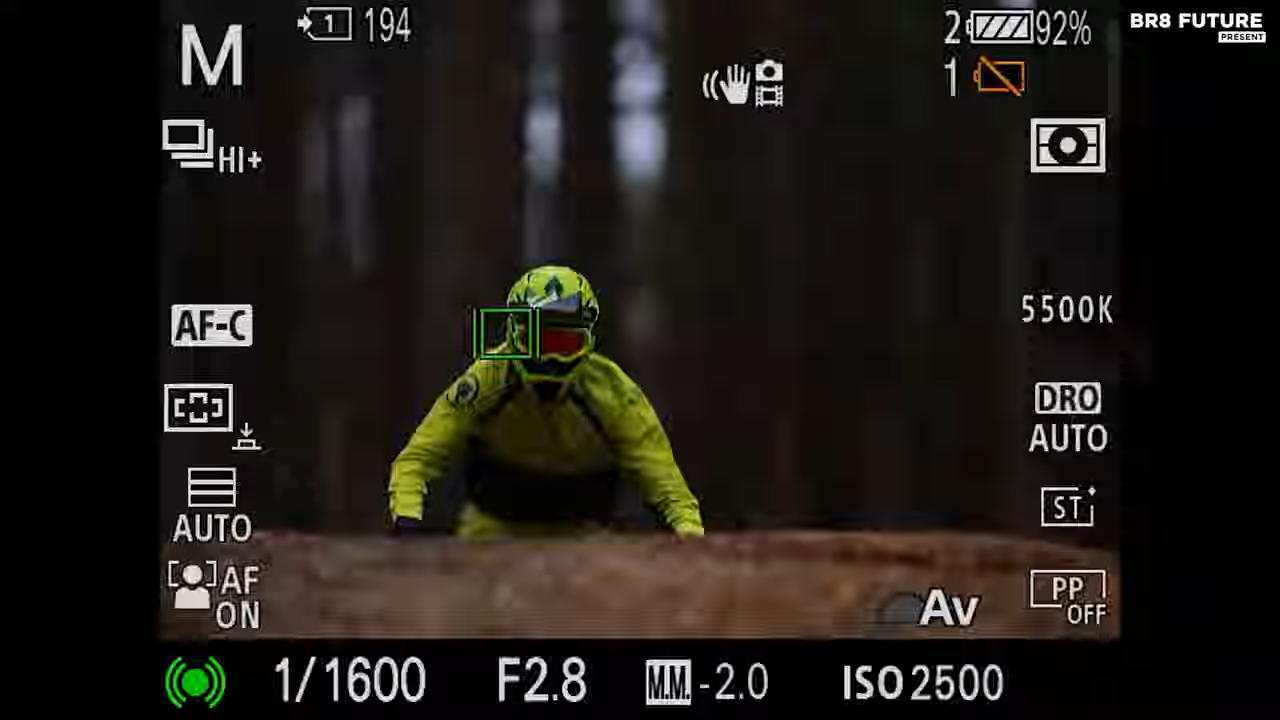 M
1 194
2 92%
1
BR8 FUTURE
PRESENT
HI+
AF-C
5500K
DRO
AUTO
ST
AUTO
AF
ON
Av
PP
OFF
1/1600 F2.8 M.M. -2.0 ISO 2500